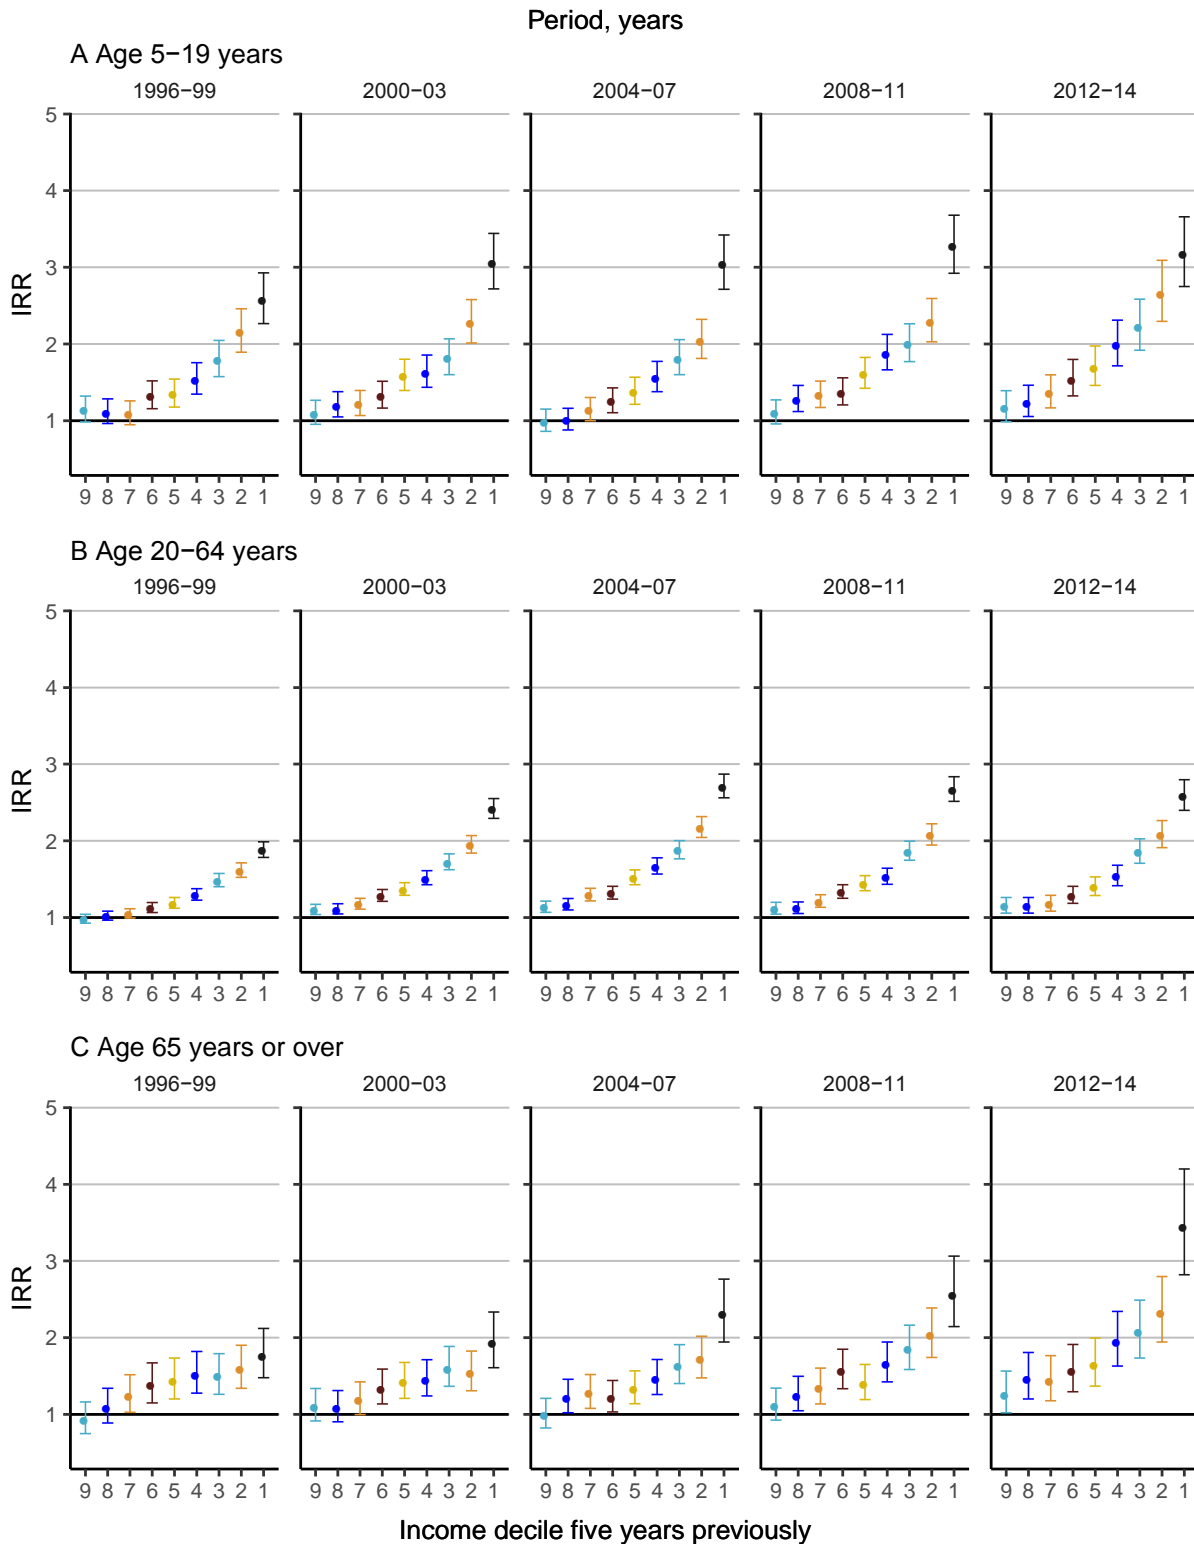 Period, years
A Age 5−19 years
1996−99 2000−03 2004−07 2008−11 2012−14
5
4
3
2
1
IRR
9 8 7 6 5 4 3 2 1 9 8 7 6 5 4 3 2 1 9 8 7 6 5 4 3 2 1 9 8 7 6 5 4 3 2 1 9 8 7 6 5 4 3 2 1
B Age 20−64 years
1996−99 2000−03 2004−07 2008−11 2012−14
5
4
3
2
1
IRR
9 8 7 6 5 4 3 2 1 9 8 7 6 5 4 3 2 1 9 8 7 6 5 4 3 2 1 9 8 7 6 5 4 3 2 1 9 8 7 6 5 4 3 2 1
C Age 65 years or over
1996−99 2000−03 2004−07 2008−11 2012−14
5
4
3
2
1
IRR
9 8 7 6 5 4 3 2 1 9 8 7 6 5 4 3 2 1 9 8 7 6 5 4 3 2 1 9 8 7 6 5 4 3 2 1 9 8 7 6 5 4 3 2 1
Income decile five years previously